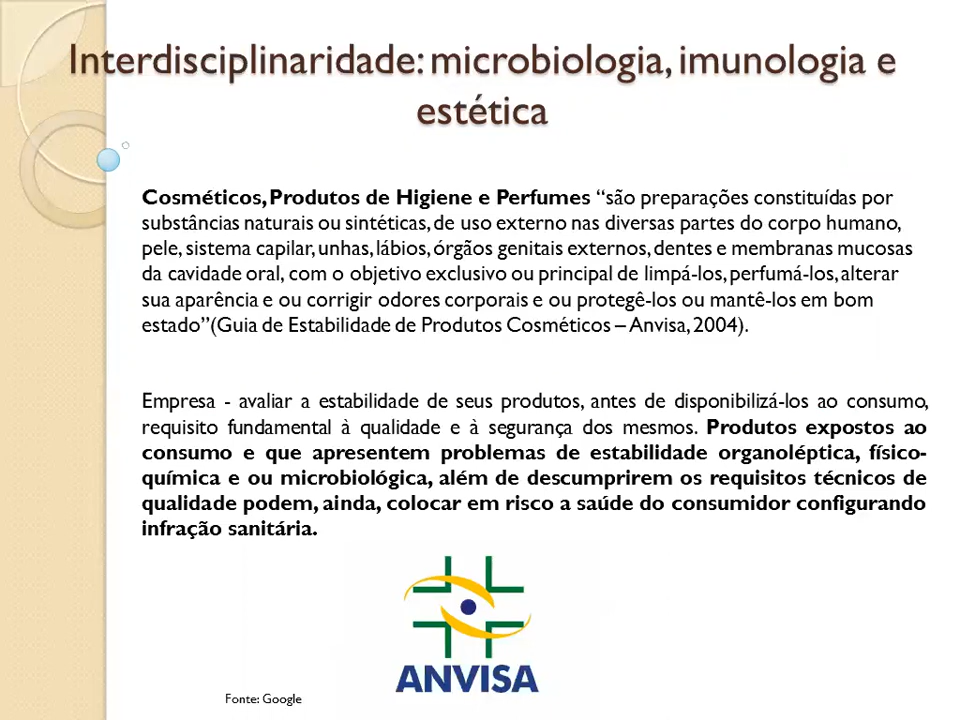 Interdisciplinaridade: microbiologia, imunologia e
estética
Cosméticos, Produtos de Higiene e Perfumes “são preparações constituídas por
substâncias naturais ou sintéticas, de uso externo nas diversas partes do corpo humano,
pele, sistema capilar, unhas, lábios, órgãos genitais externos, dentes e membranas mucosas
da cavidade oral, com o objetivo exclusivo ou principal de limpá-los, perfumá-los, alterar
sua aparência e ou corrigir odores corporais e ou protegê-los ou mantê-los em bom
estado”(Guia de Estabilidade de Produtos Cosméticos – Anvisa, 2004).
Empresa - avaliar a estabilidade de seus produtos, antes de disponibilizá-los ao consumo,
requisito fundamental à qualidade e à segurança dos mesmos. Produtos expostos ao
consumo e que apresentem problemas de estabilidade organoléptica, físico-
química e ou microbiológica, além de descumprirem os requisitos técnicos de
qualidade podem, ainda, colocar em risco a saúde do consumidor configurando
infração sanitária.
ANVISA
Fonte: Google